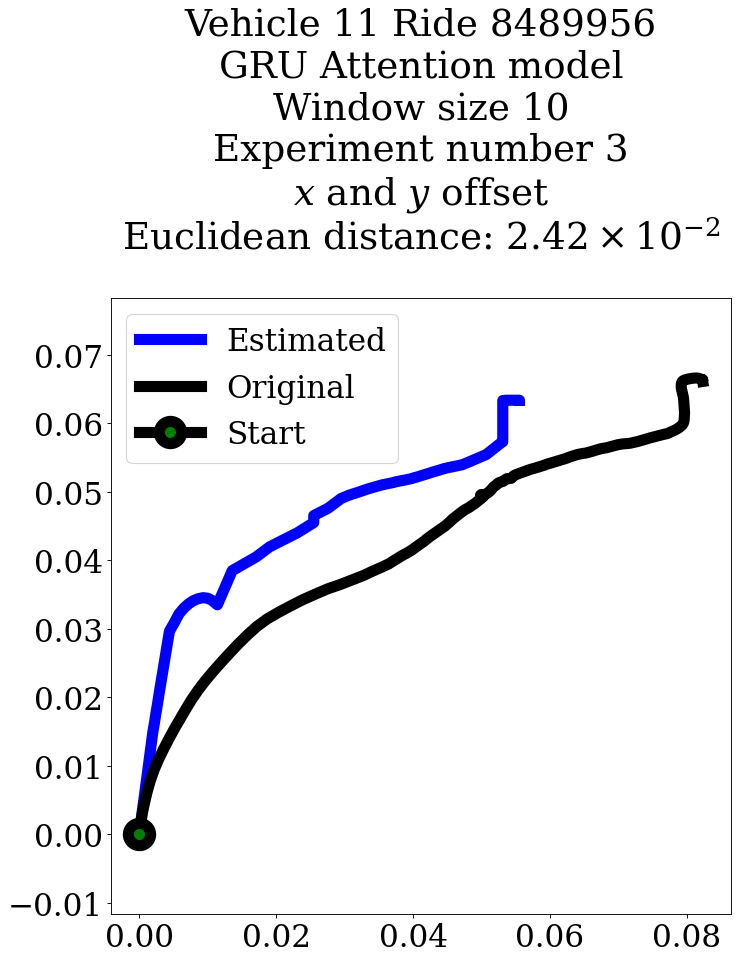 Vehicle 11 Ride 8489956
GRU Attention model
Window size 10
Experiment number 3
x and y offset
Euclidean distance: 2.42 × 10⁻²
Estimated
Original
Start
0.07
0.06
0.05
0.04
0.03
0.02
0.01
0.00
−0.01
0.00 0.02 0.04 0.06 0.08